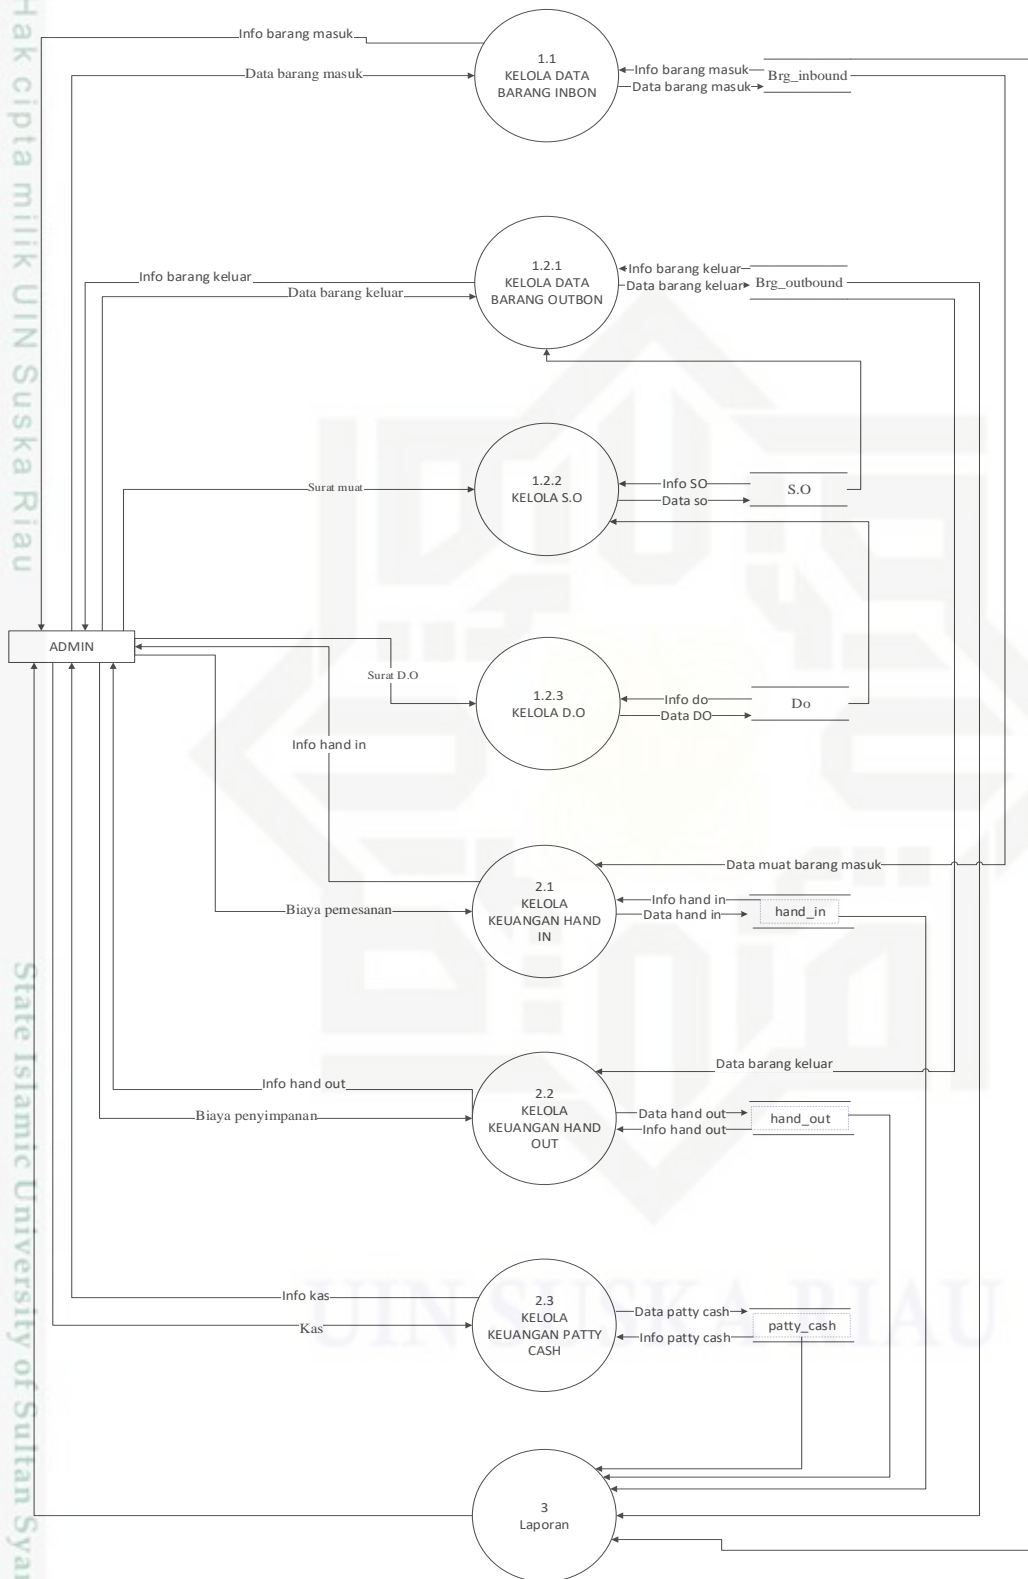 Hak cipta milik UIN Suska Riau
State Islamic University of Sultan Syar
Info barang masuk
Data barang masuk
1.1
KELOLA DATA
BARANG INBON
Info barang masuk
Data barang masuk
Brg_inbound
Info barang keluar
Data barang keluar
1.2.1
KELOLA DATA
BARANG OUTBON
Info barang keluar
Data barang keluar
Brg_outbound
Surat muat
1.2.2
KELOLA S.O
Info SO
Data so
S.O
ADMIN
Surat D.O
1.2.3
KELOLA D.O
Info do
Data DO
Do
Info hand in
Data muat barang masuk
Biaya pemesanan
2.1
KELOLA
KEUANGAN HAND
IN
Info hand in
Data hand in
hand_in
Data barang keluar
Info hand out
Biaya penyimpanan
2.2
KELOLA
KEUANGAN HAND
OUT
Data hand out
Info hand out
hand_out
Info kas
Kas
2.3
KELOLA
KEUANGAN PATTY
CASH
Data patty cash
Info patty cash
patty_cash
UIN SUSKA RIAU
3
Laporan